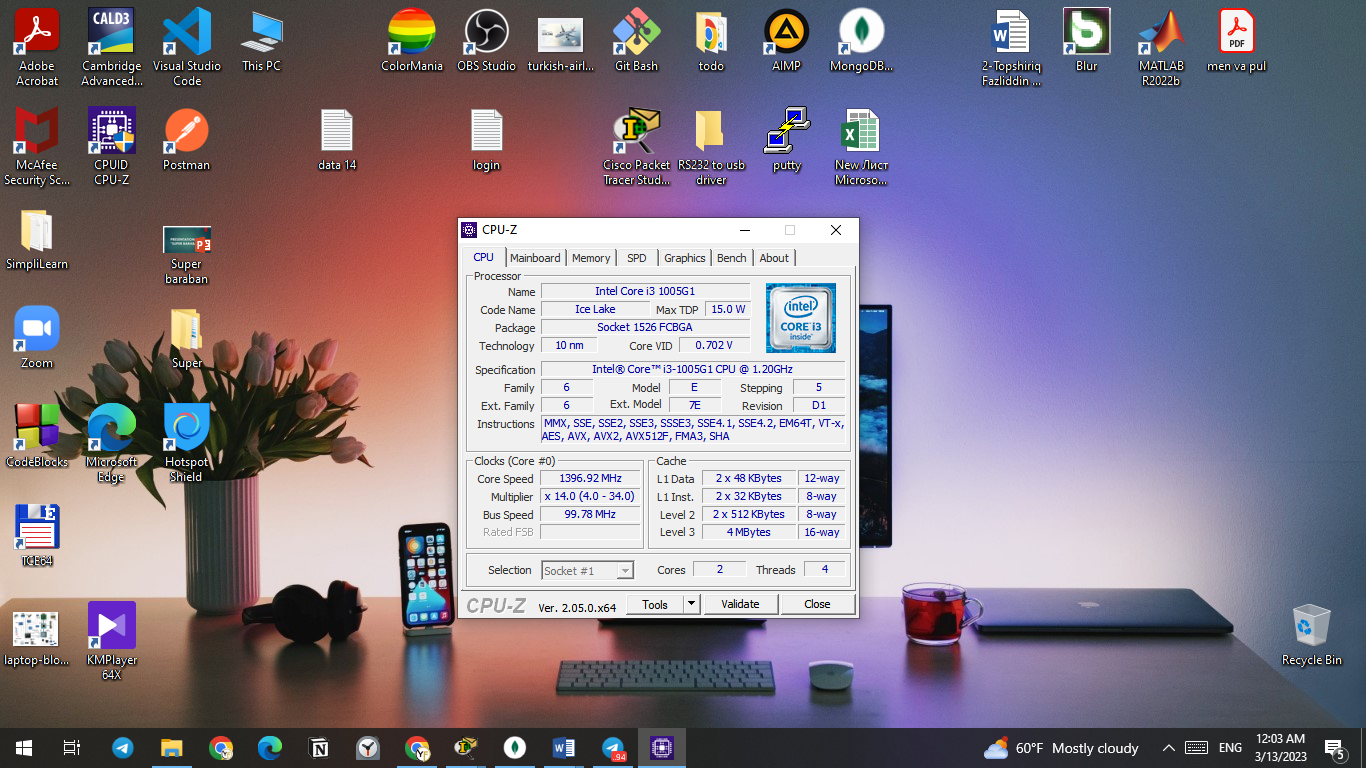 Adobe
Acrobat
CALD3
Cambridge
Advanced...
Visual Studio
Code
This PC
ColorMania
OBS Studio
turkish-airl...
Git Bash
todo
AIMP
MongoDB...
2-Topshiriq
Fazliddin ...
Blur
MATLAB
R2022b
PDF
men va pul
McAfee
Security Sc...
CPUID
CPU-Z
Postman
data 14
login
Cisco Packet
Tracer Stud...
RS232 to usb
driver
putty
New Лист
Microso...
SimpliLearn
Super
baraban
Zoom
Super
CodeBlocks
Microsoft
Edge
Hotspot
Shield
TCE64
laptop-blo...
KMPlayer
64X
Recycle Bin
CPU-Z
CPU Mainboard Memory SPD Graphics Bench About
Processor
Name Intel Core i3 1005G1
Code Name Ice Lake Max TDP 15.0 W
Package Socket 1526 FCBGA
Technology 10 nm Core VID 0.702 V
intel
CORE i3
inside
Specification Intel® Core™ i3-1005G1 CPU @ 1.20GHz
Family 6 Model E Stepping 5
Ext. Family 6 Ext. Model 7E Revision D1
Instructions MMX, SSE, SSE2, SSE3, SSSE3, SSE4.1, SSE4.2, EM64T, VT-x,
AES, AVX, AVX2, AVX512F, FMA3, SHA
Clocks (Core #0)
Core Speed 1396.92 MHz
Multiplier x 14.0 (4.0 - 34.0)
Bus Speed 99.78 MHz
Rated FSB
Cache
L1 Data 2 x 48 KBytes 12-way
L1 Inst. 2 x 32 KBytes 8-way
Level 2 2 x 512 KBytes 8-way
Level 3 4 MBytes 16-way
Selection Socket #1 Cores 2 Threads 4
CPU-Z Ver. 2.05.0.x64 Tools Validate Close
94
60°F Mostly cloudy
ENG
12:03 AM
3/13/2023
5